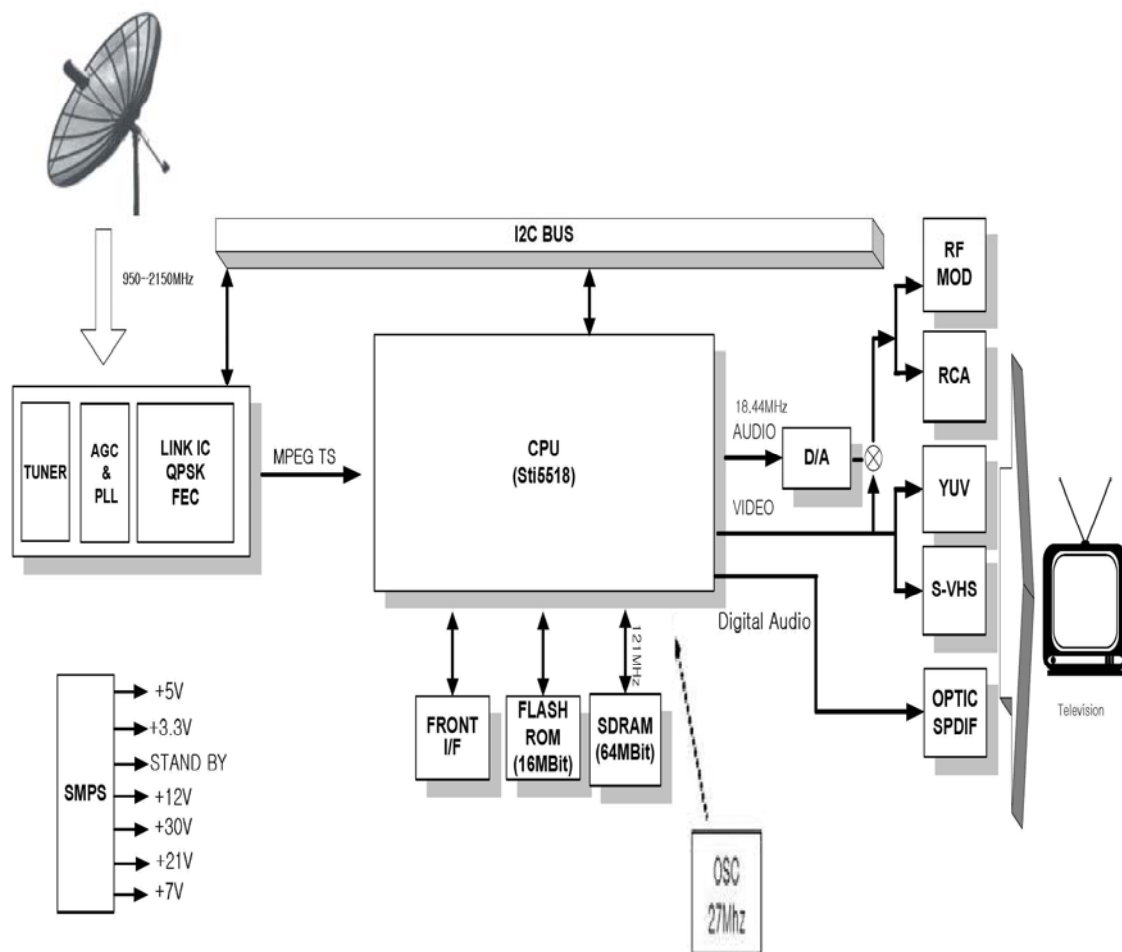 I2C BUS
950~2150MHz
RF
MOD
RCA
TUNER
AGC
&
PLL
LINK IC
QPSK
FEC
MPEG TS
CPU
(Sti5518)
18.44MHz
AUDIO
D/A
VIDEO
YUV
S-VHS
Digital Audio
OPTIC
SPDIF
Television
121MHz
FRONT
I/F
FLASH
ROM
(16MBit)
SDRAM
(64MBit)
OSC
27Mhz
SMPS
+5V
+3.3V
STAND BY
+12V
+30V
+21V
+7V